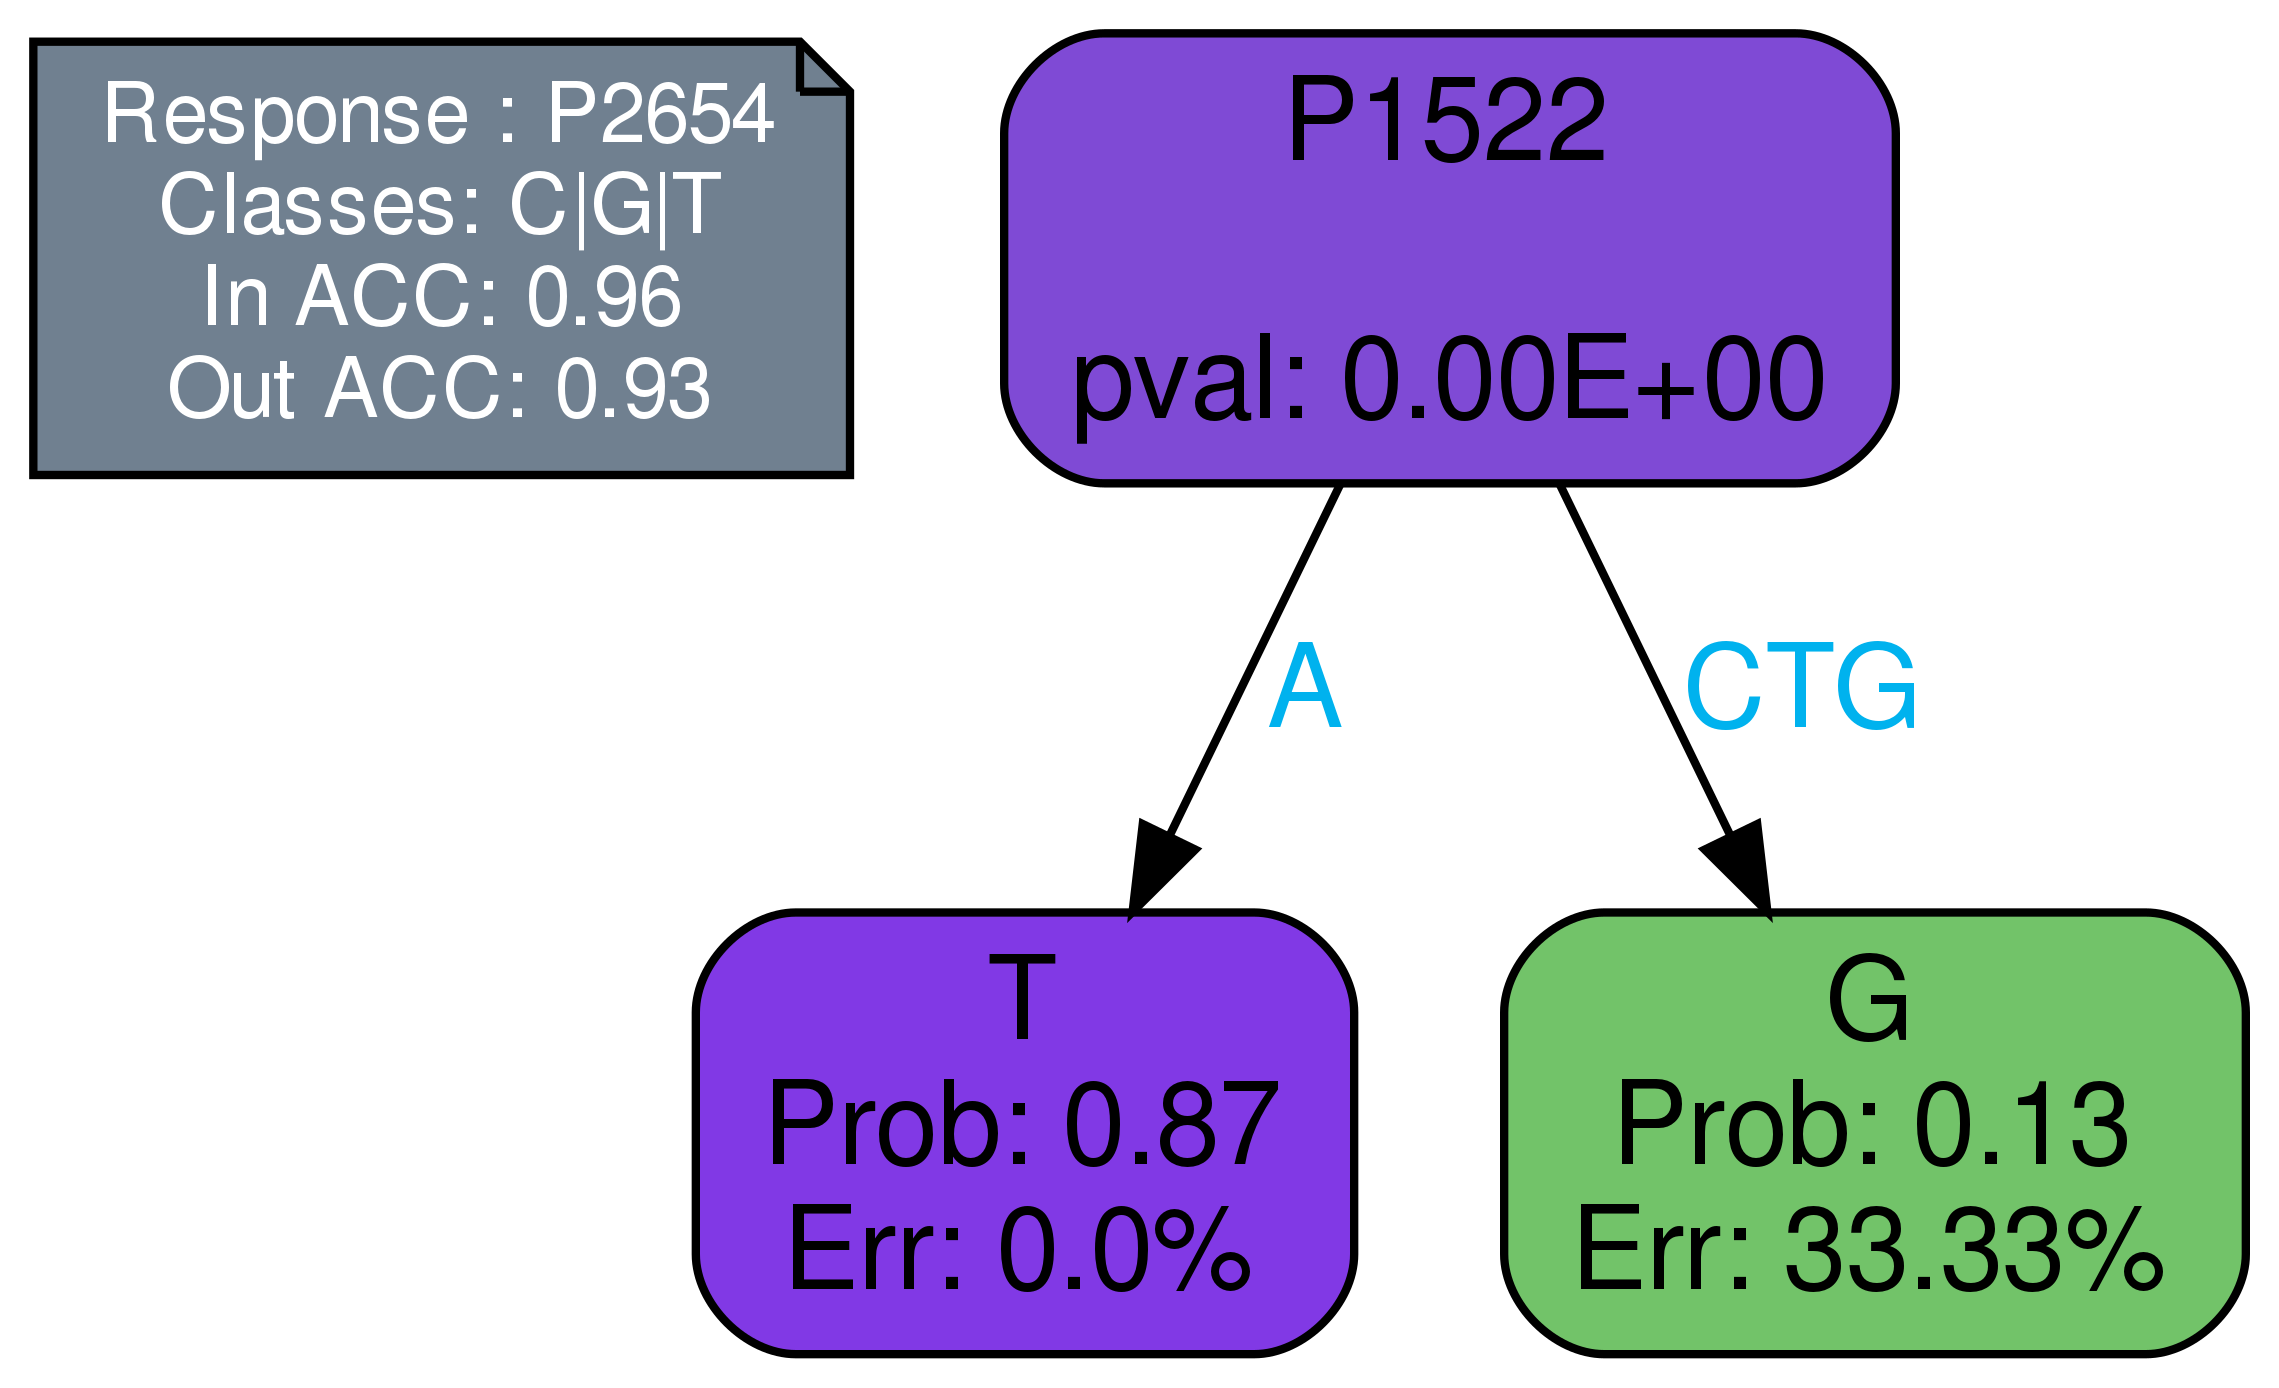 Response : P2654
Classes: C|G|T
In ACC: 0.96
Out ACC: 0.93
P1522
pval: 0.00E+00
A
CTG
T
Prob: 0.87
Err: 0.0%
G
Prob: 0.13
Err: 33.33%